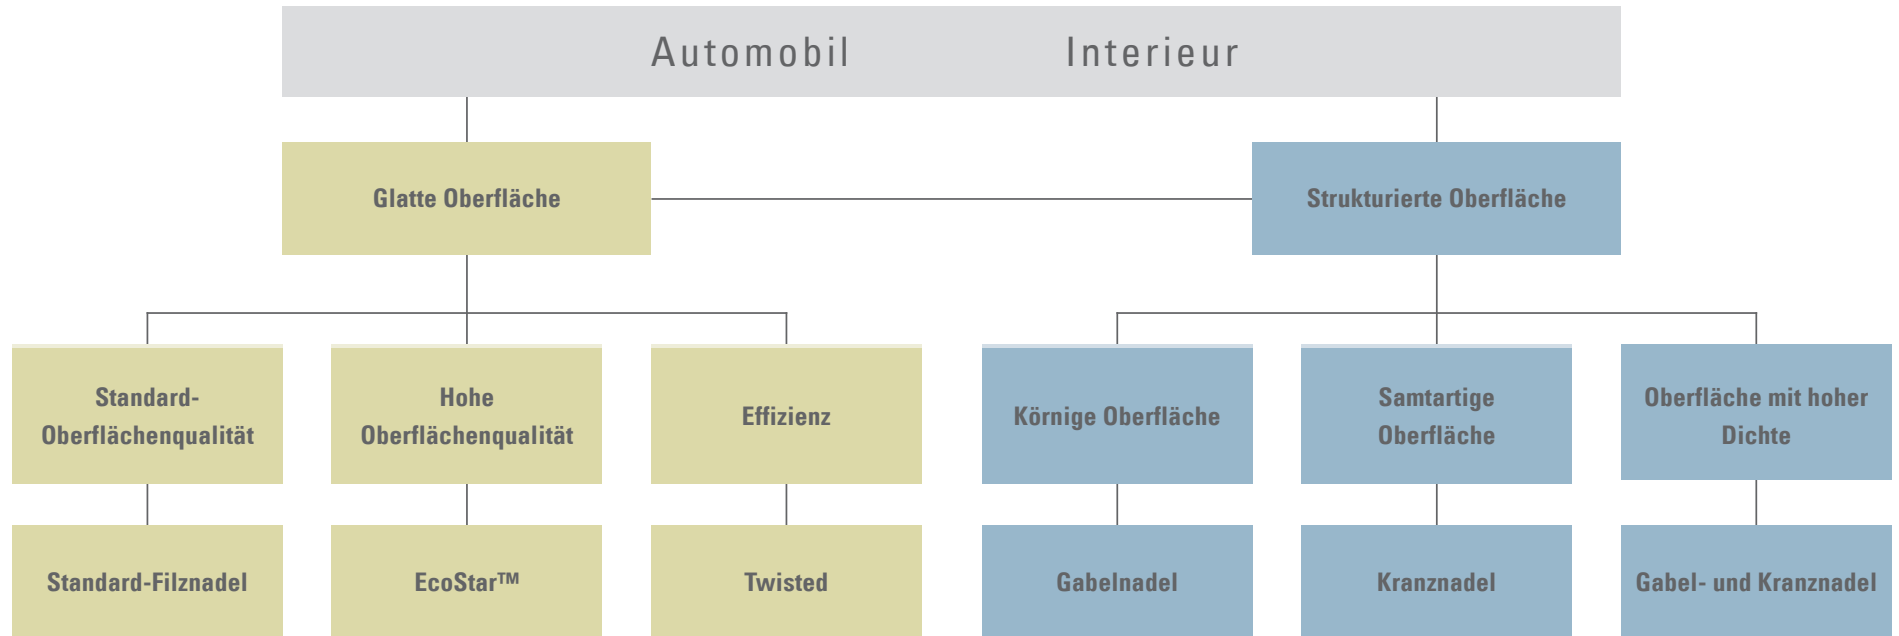 Automobil Interieur
Glatte Oberfläche
Strukturierte Oberfläche
Standard-
Oberflächenqualität
Hohe
Oberflächenqualität
Effizienz
Körnige Oberfläche
Samtartige
Oberfläche
Oberfläche mit hoher
Dichte
Standard-Filznadel
EcoStar™
Twisted
Gabelnadel
Kranznadel
Gabel- und Kranznadel